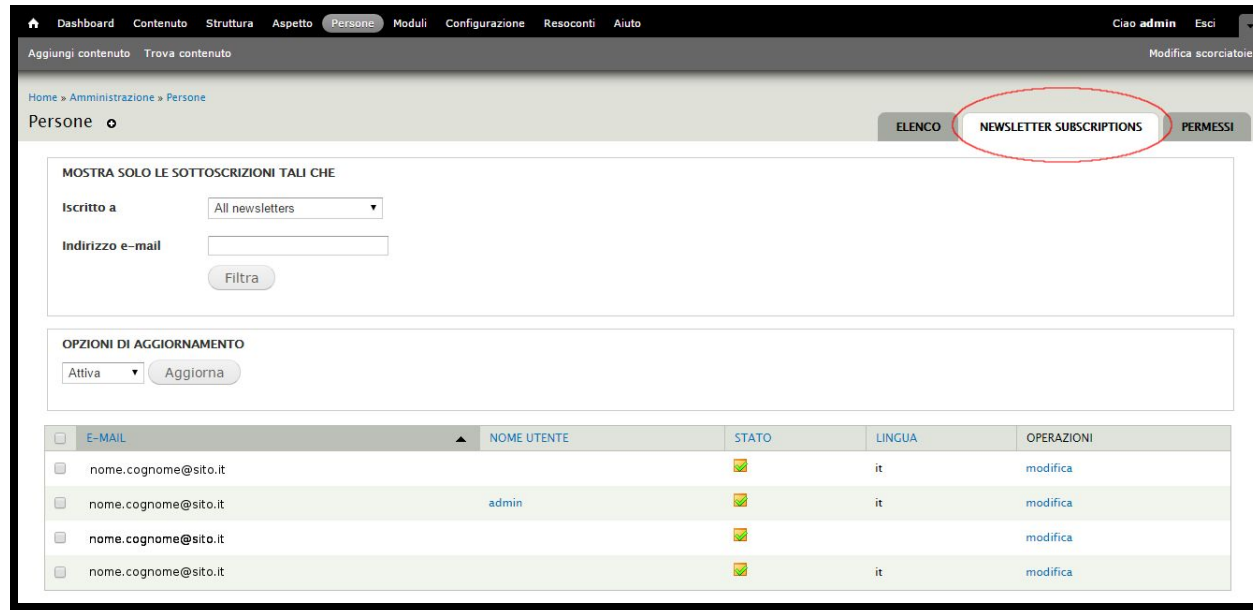 Dashboard Contenuto Struttura Aspetto Persone Moduli Configurazione Resoconti Aiuto Ciao admin Esci
Aggiungi contenuto Trova contenuto Modifica scorciatoie
Home » Amministrazione » Persone
Persone ELENCO NEWSLETTER SUBSCRIPTIONS PERMESSI
MOSTRA SOLO LE SOTTOSCRIZIONI TALI CHE
Iscritto a All newsletters
Indirizzo e-mail
Filtra
OPZIONI DI AGGIORNAMENTO
Attiva Aggiorna
E-MAIL NOME UTENTE STATO LINGUA OPERAZIONI
nome.cognome@sito.it it modifica
nome.cognome@sito.it admin it modifica
nome.cognome@sito.it modifica
nome.cognome@sito.it it modifica